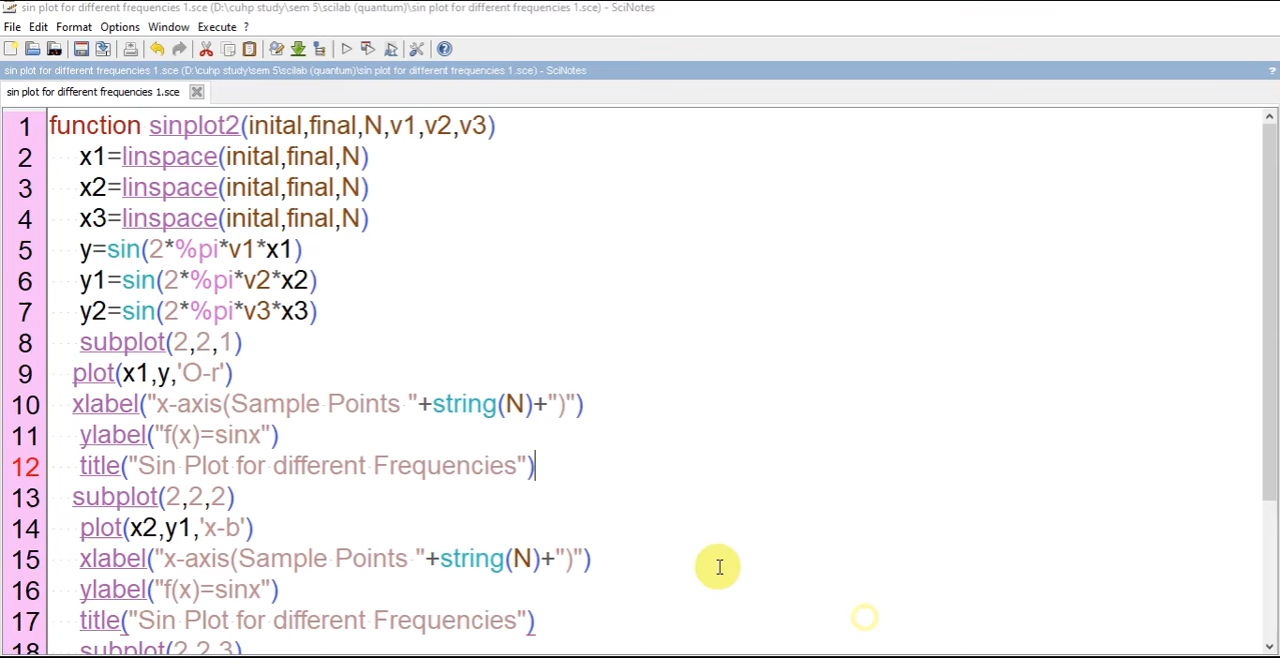 sin plot for different frequencies 1.sce (D:\cuhp study\sem 5\scilab (quantum)\sin plot for different frequencies 1.sce) - SciNotes
File Edit Format Options Window Execute ?
sin plot for different frequencies 1.sce (D:\cuhp study\sem 5\scilab (quantum)\sin plot for different frequencies 1.sce) - SciNotes ?
sin plot for different frequencies 1.sce
1 function sinplot2(inital,final,N,v1,v2,v3)
2 x1=linspace(inital,final,N)
3 x2=linspace(inital,final,N)
4 x3=linspace(inital,final,N)
5 y=sin(2*%pi*v1*x1)
6 y1=sin(2*%pi*v2*x2)
7 y2=sin(2*%pi*v3*x3)
8 subplot(2,2,1)
9 plot(x1,y,'O-r')
10 xlabel("x-axis(Sample Points "+string(N)+")")
11 ylabel("f(x)=sinx")
12 title("Sin Plot for different Frequencies")
13 subplot(2,2,2)
14 plot(x2,y1,'x-b')
15 xlabel("x-axis(Sample Points "+string(N)+")")
16 ylabel("f(x)=sinx")
17 title("Sin Plot for different Frequencies")
18 subplot(2,2,3)